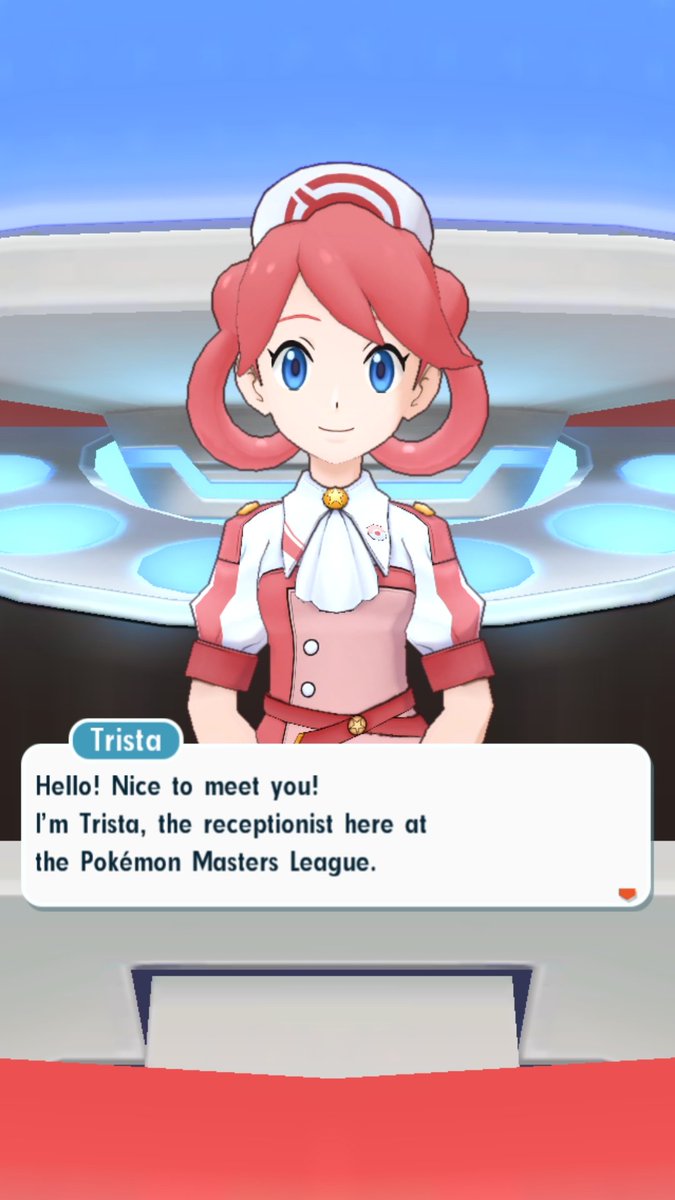 Trista
Hello! Nice to meet you!
I'm Trista, the receptionist here at
the Pokémon Masters League.